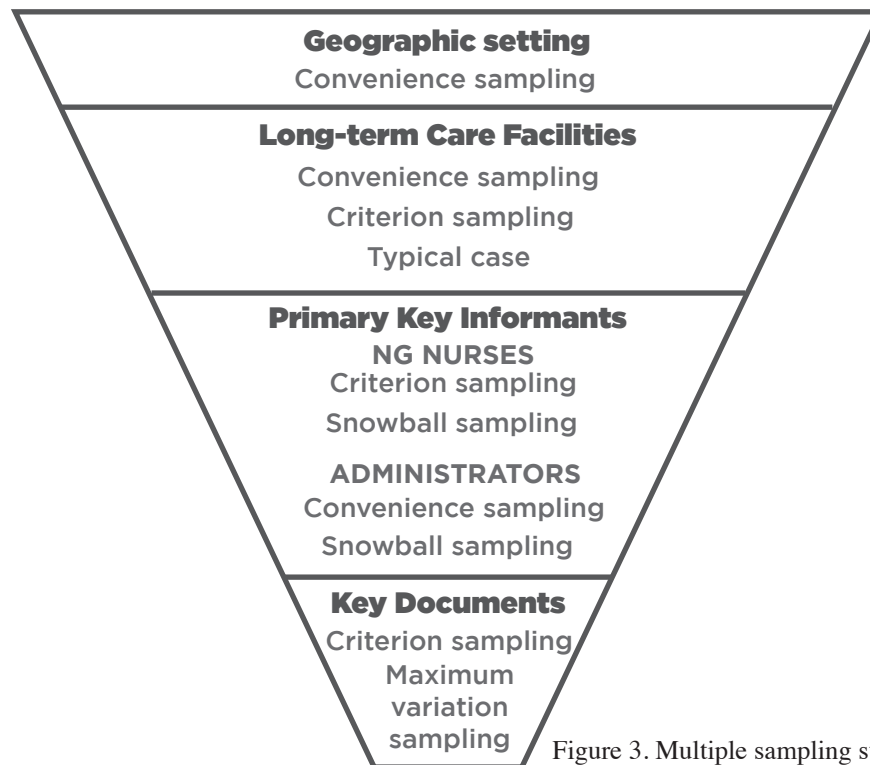 Geographic setting
Convenience sampling
Long-term Care Facilities
Convenience sampling
Criterion sampling
Typical case
Primary Key Informants
NG NURSES
Criterion sampling
Snowball sampling
ADMINISTRATORS
Convenience sampling
Snowball sampling
Key Documents
Criterion sampling
Maximum
variation
sampling
Figure 3. Multiple sampling